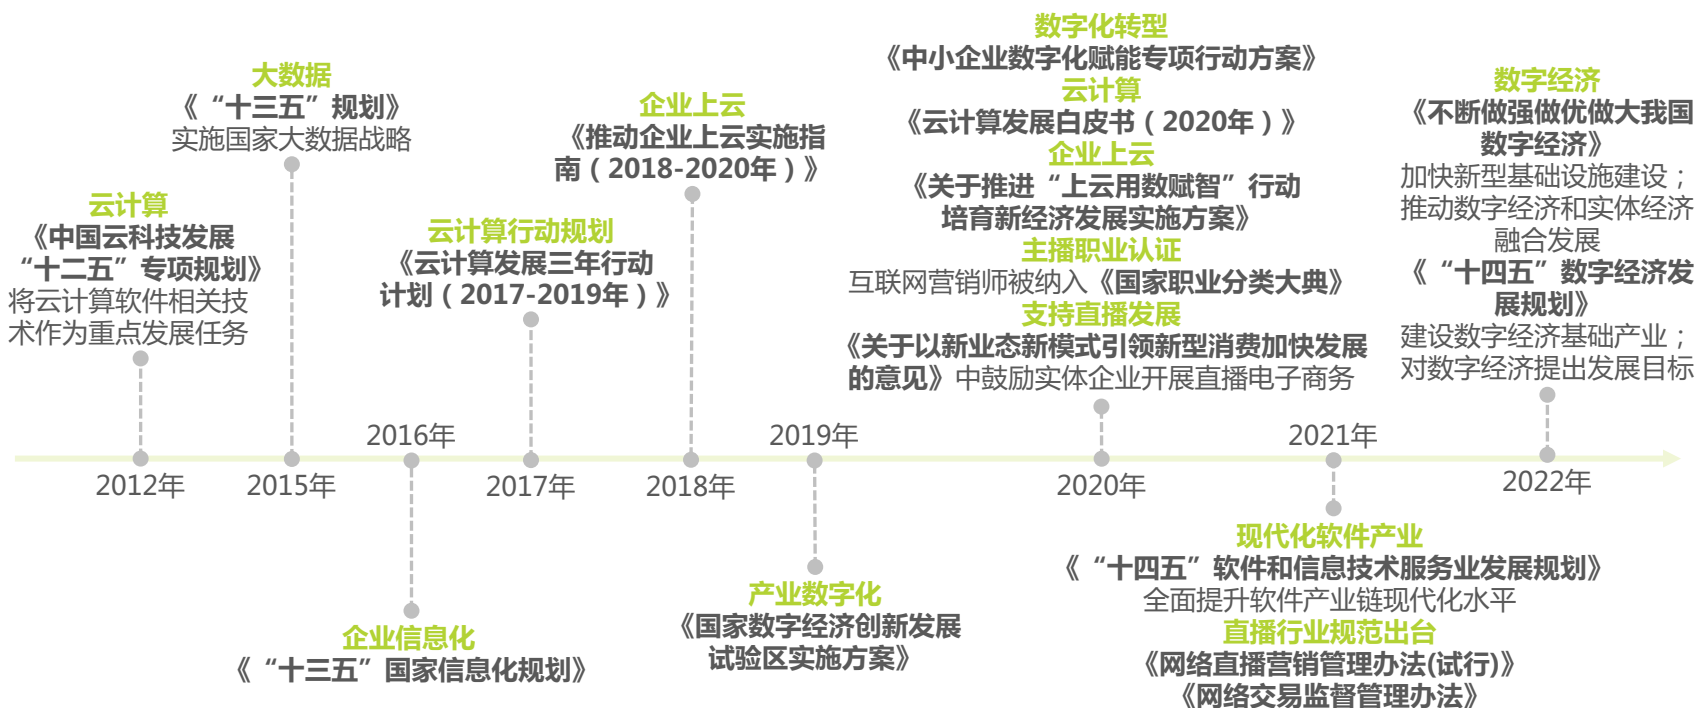 云计算
《中国云科技发展
“十二五”专项规划》
将云计算软件相关技
术作为重点发展任务
2012年
大数据
《“十三五”规划》
实施国家大数据战略
2015年
2016年
企业信息化
《“十三五”国家信息化规划》
云计算行动规划
《云计算发展三年行动
计划（2017-2019年）》
2017年
企业上云
《推动企业上云实施指
南（2018-2020年）》
2018年
2019年
产业数字化
《国家数字经济创新发展
试验区实施方案》
数字化转型
《中小企业数字化赋能专项行动方案》
云计算
《云计算发展白皮书（2020年）》
企业上云
《关于推进“上云用数赋智”行动
培育新经济发展实施方案》
主播职业认证
互联网营销师被纳入《国家职业分类大典》
支持直播发展
《关于以新业态新模式引领新型消费加快发展
的意见》中鼓励实体企业开展直播电子商务
2020年
2021年
现代化软件产业
《“十四五”软件和信息技术服务业发展规划》
全面提升软件产业链现代化水平
直播行业规范出台
《网络直播营销管理办法(试行)》
《网络交易监督管理办法》
数字经济
《不断做强做优做大我国
数字经济》
加快新型基础设施建设；
推动数字经济和实体经济
融合发展
《“十四五”数字经济发
展规划》
建设数字经济基础产业；
对数字经济提出发展目标
2022年